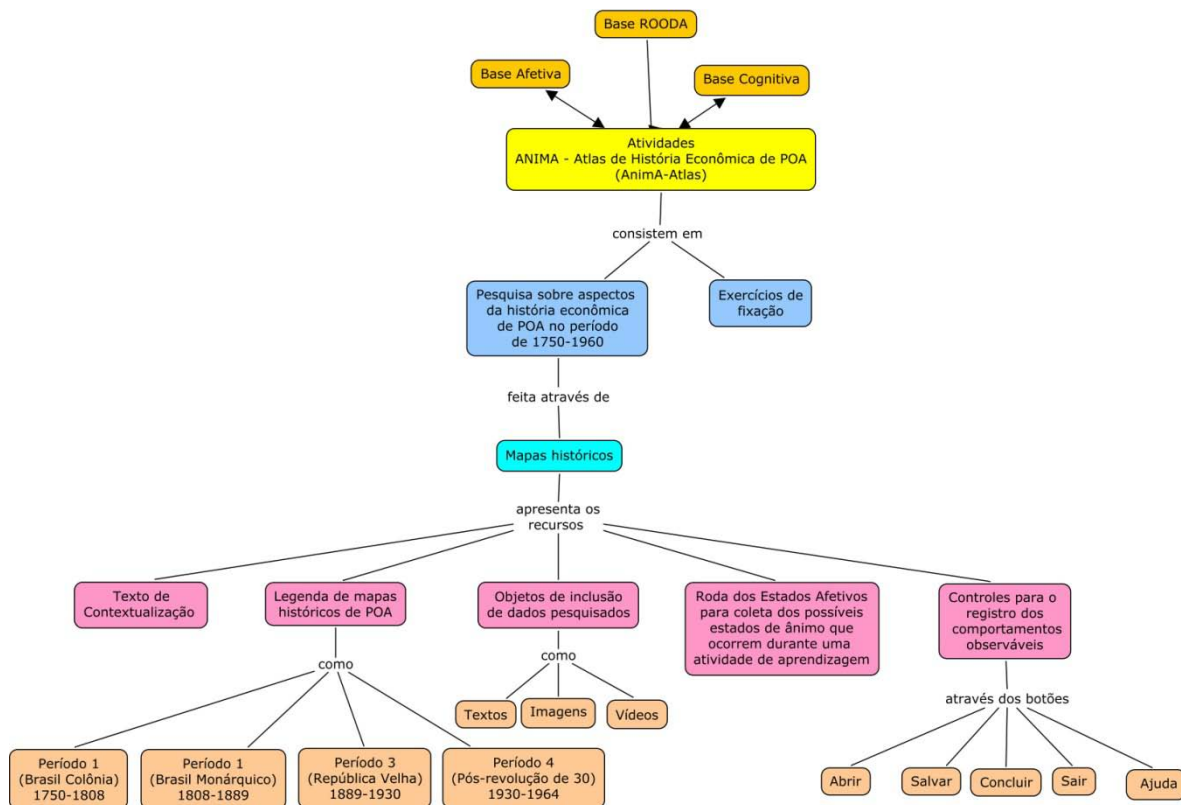 Base ROODA
Base Afetiva
Base Cognitiva
Atividades
ANIMA - Atlas de História Econômica de POA
(AnimA-Atlas)
consistem em
Pesquisa sobre aspectos
da história econômica
de POA no período
de 1750-1960
Exercícios de
fixação
feita através de
Mapas históricos
apresenta os
recursos
Texto de
Contextualização
Legenda de mapas
históricos de POA
Objetos de inclusão
de dados pesquisados
Roda dos Estados Afetivos
para coleta dos possíveis
estados de ânimo que
ocorrem durante uma
atividade de aprendizagem
Controles para o
registro dos
comportamentos
observáveis
como
como
através dos botões
Textos
Imagens
Vídeos
Período 1
(Brasil Colônia)
1750-1808
Período 1
(Brasil Monárquico)
1808-1889
Período 3
(República Velha)
1889-1930
Período 4
(Pós-revolução de 30)
1930-1964
Abrir
Salvar
Concluir
Sair
Ajuda